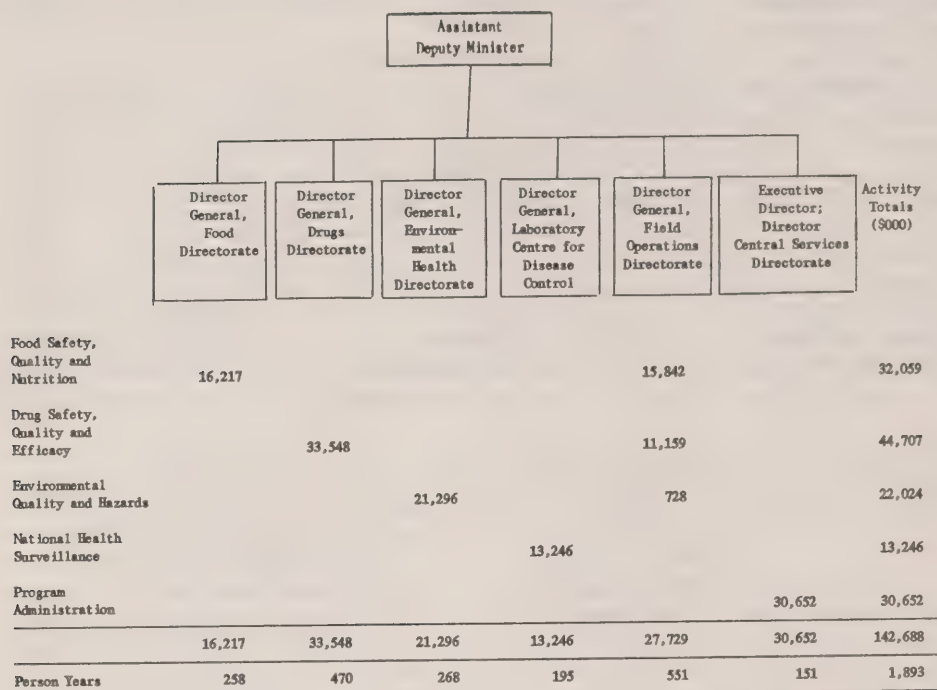 Assistant
Deputy Minister
Director
General,
Food
Directorate
Director
General,
Drugs
Directorate
Director
General,
Environ-
mental
Health
Directorate
Director
General,
Laboratory
Centre for
Disease
Control
Director
General,
Field
Operations
Directorate
Executive
Director;
Director
Central Services
Directorate
Activity
Totals
($000)
Food Safety,
Quality and
Nutrition 16,217 15,842 32,059
Drug Safety,
Quality and
Efficacy 33,548 11,159 44,707
Environmental
Quality and Hazards 21,296 728 22,024
National Health
Surveillance 13,246 13,246
Program
Administration 30,652 30,652
16,217 33,548 21,296 13,246 27,729 30,652 142,688
Person Years 258 470 268 195 551 151 1,893